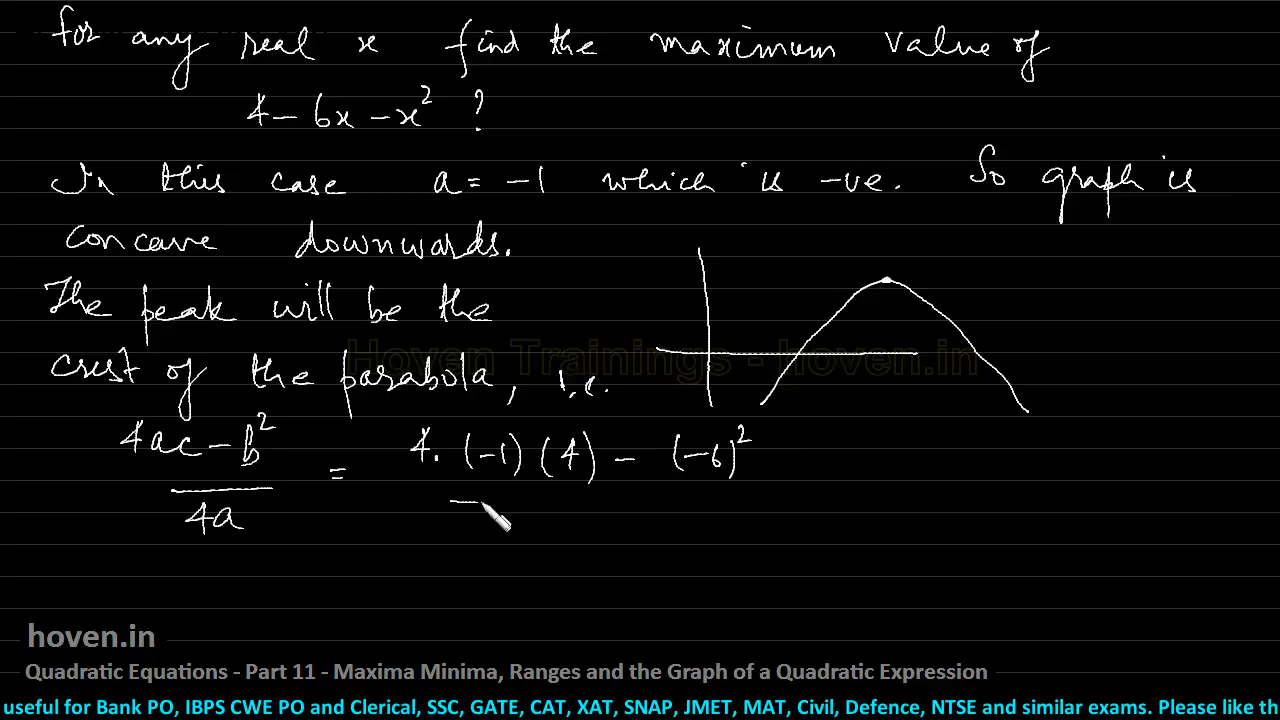 for any real x find the maximum value of
4 - 6x - x² ?
In this case a = -1 which is -ve. So graph is
concave downwards.
The peak will be the
crest of the parabola, i.e.
Hoven Trainings - hoven.in
4ac - b² / 4a = 4. (-1) (4) - (-6)²
hoven.in
Quadratic Equations - Part 11 - Maxima Minima, Ranges and the Graph of a Quadratic Expression
useful for Bank PO, IBPS CWE PO and Clerical, SSC, GATE, CAT, XAT, SNAP, JMET, MAT, Civil, Defence, NTSE and similar exams. Please like th